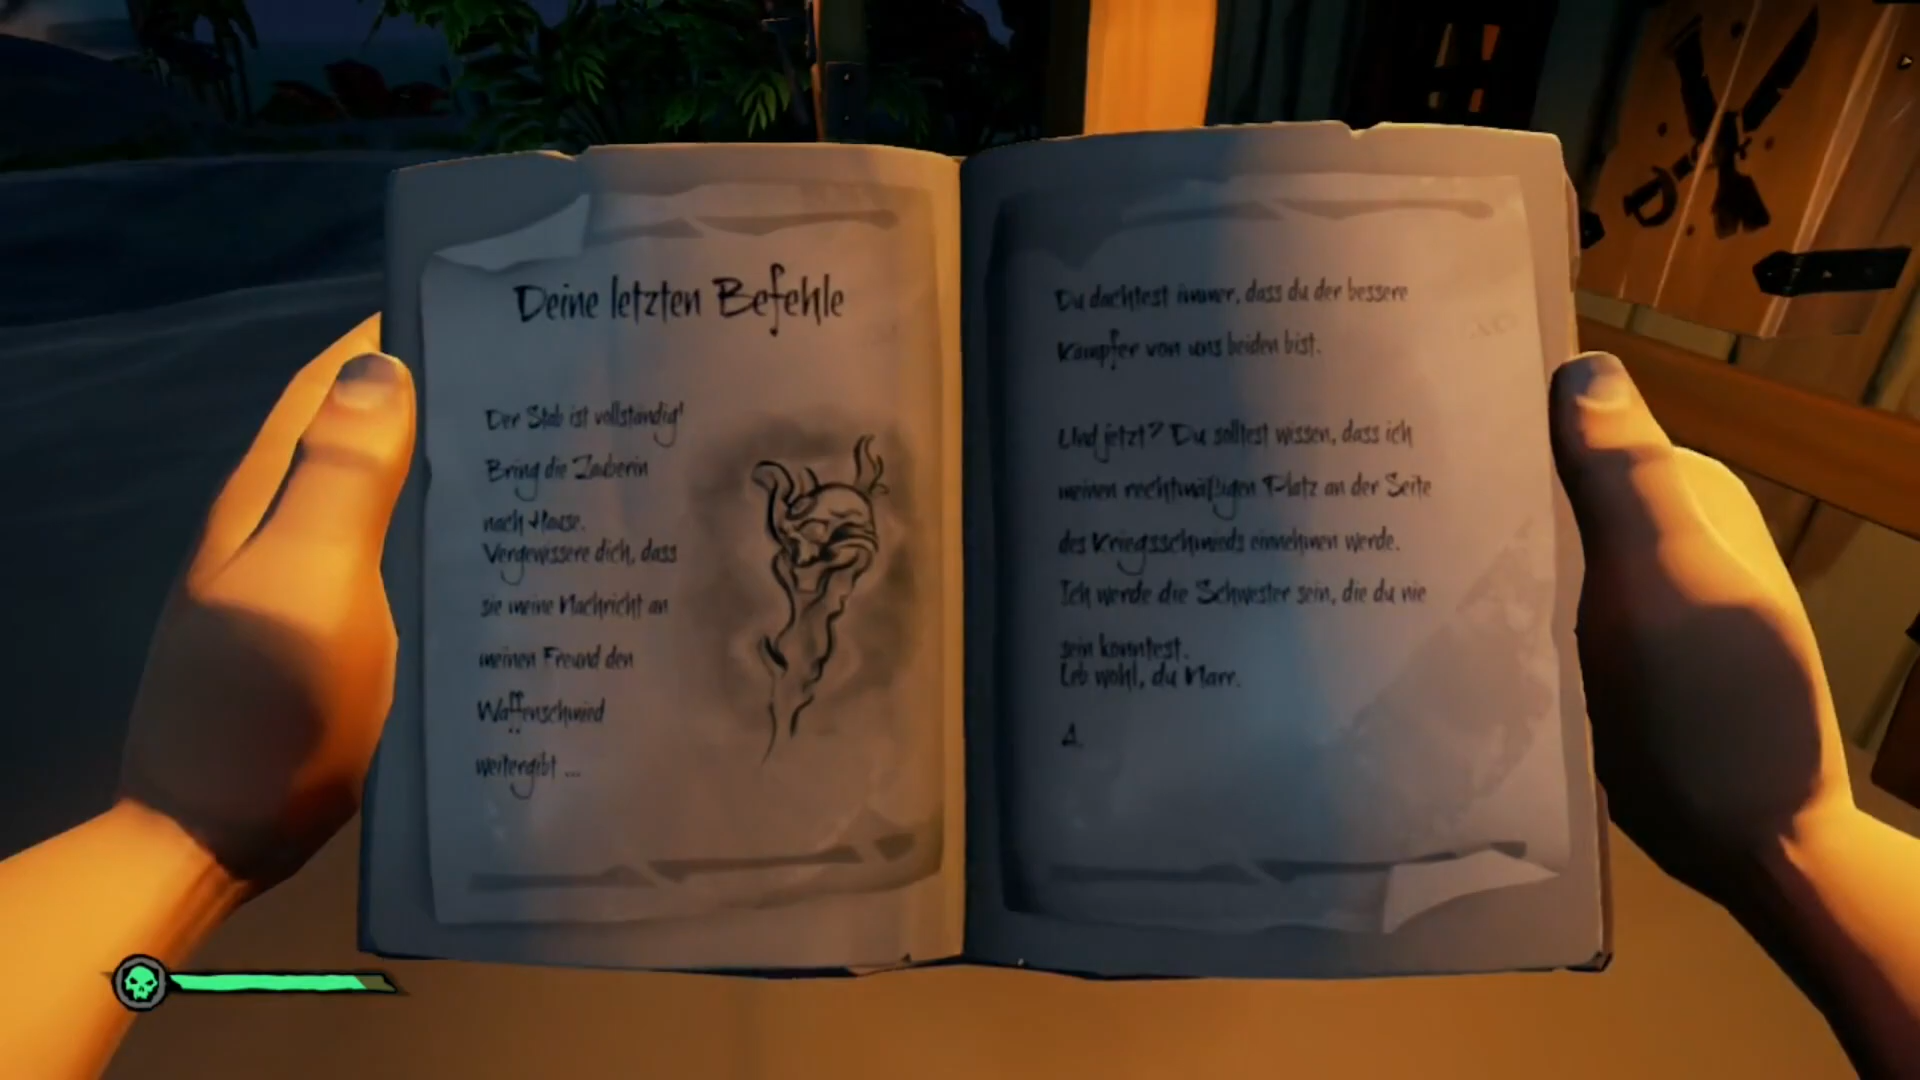 Deine letzten Befehle
Der Stab ist vollständig!
Bring die Zauberin
nach Hause.
Vergewissere dich, dass
sie meine Nachricht an
meinen Freund den
Waffenschmied
weitergibt ...
Du dachtest immer, dass du der bessere
Kämpfer von uns beiden bist.
Und jetzt? Du solltest wissen, dass ich
meinen rechtmäßigen Platz an der Seite
des Kriegsschmieds einnehmen werde.
Ich werde die Schwester sein, die du nie
sein konntest.
Leb wohl, du Narr.
A.